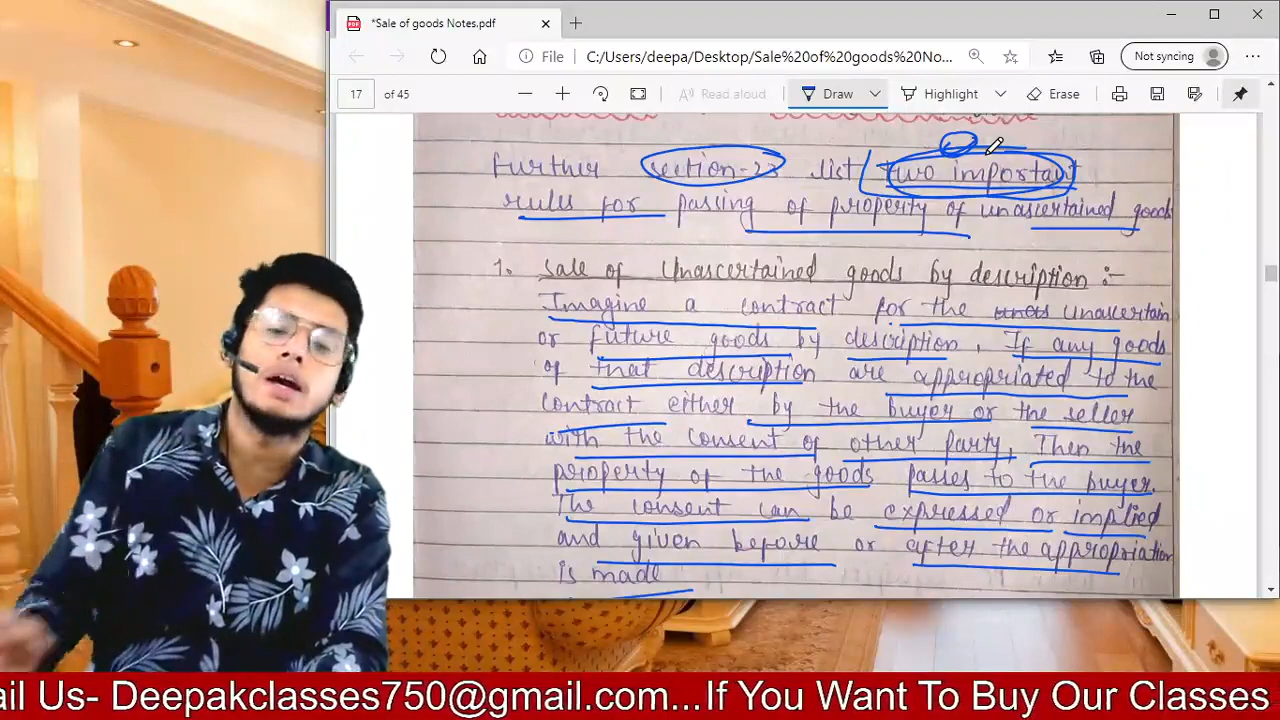 *Sale of goods Notes.pdf
File
C:/Users/deepa/Desktop/Sale%20of%20goods%20No...
Not syncing
17 of 45
Read aloud
Draw
Highlight
Erase
further section-23 list two important
rules for passing of property of unascertained goods
1. Sale of Unascertained goods by description :-
Imagine a contract for the unas unascertain
or future goods by description. If any goods
of that description are appropriated to the
contract either by the buyer or the seller
with the consent of other party, Then the
property of the goods passes to the buyer.
The consent can be expressed or implied
and given before or after the appropriation
is made
ail Us- Deepakclasses750@gmail.com...If You Want To Buy Our Classes